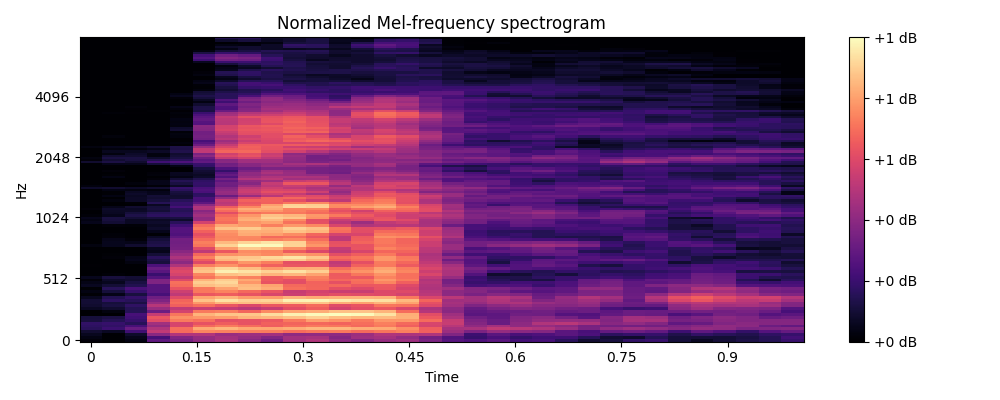 Normalized Mel-frequency spectrogram
Hz
4096
2048
1024
512
0
0 0.15 0.3 0.45 0.6 0.75 0.9
Time
+1 dB
+1 dB
+1 dB
+0 dB
+0 dB
+0 dB